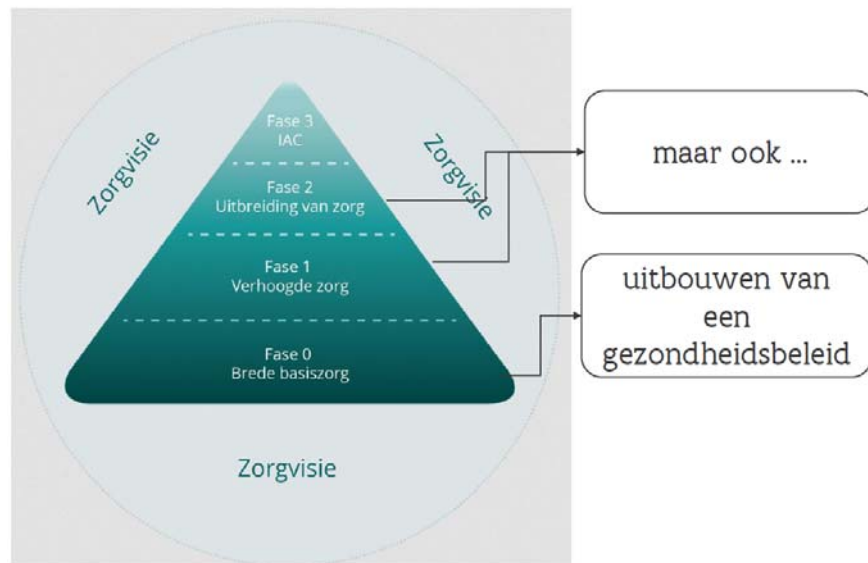 Zorgvisie
Zorgvisie
Fase 3
IAC
Fase 2
Uitbreiding van zorg
Fase 1
Verhoogde zorg
Fase 0
Brede basiszorg
Zorgvisie
maar ook ...
uitbouwen van
een
gezondheidsbeleid